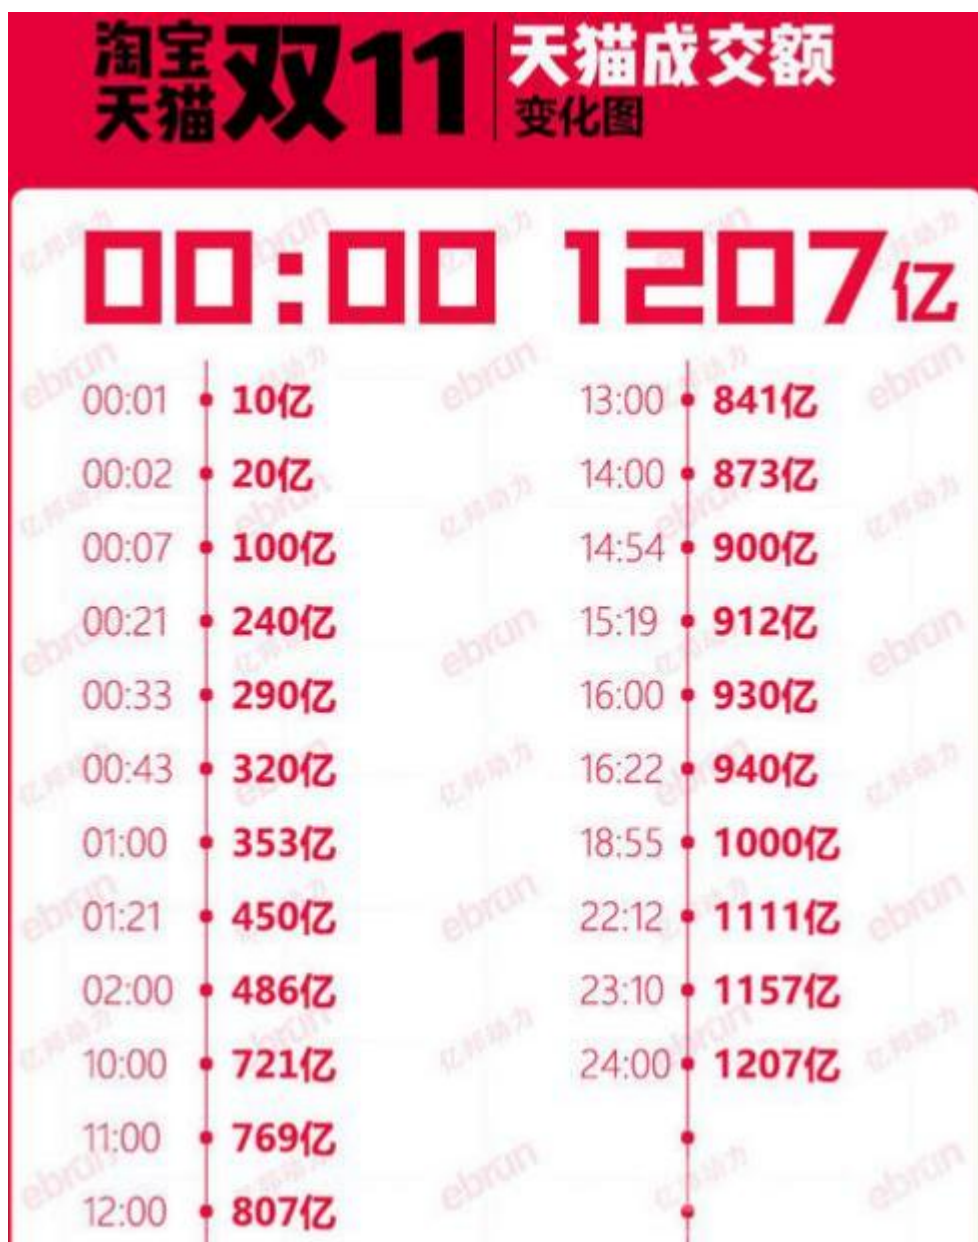 淘宝
天猫
双11
天猫成交额
变化图
00:00 1207亿
00:01 10亿
00:02 20亿
00:07 100亿
00:21 240亿
00:33 290亿
00:43 320亿
01:00 353亿
01:21 450亿
02:00 486亿
10:00 721亿
11:00 769亿
12:00 807亿
13:00 841亿
14:00 873亿
14:54 900亿
15:19 912亿
16:00 930亿
16:22 940亿
18:55 1000亿
22:12 1111亿
23:10 1157亿
24:00 1207亿
ebrun
亿邦动力